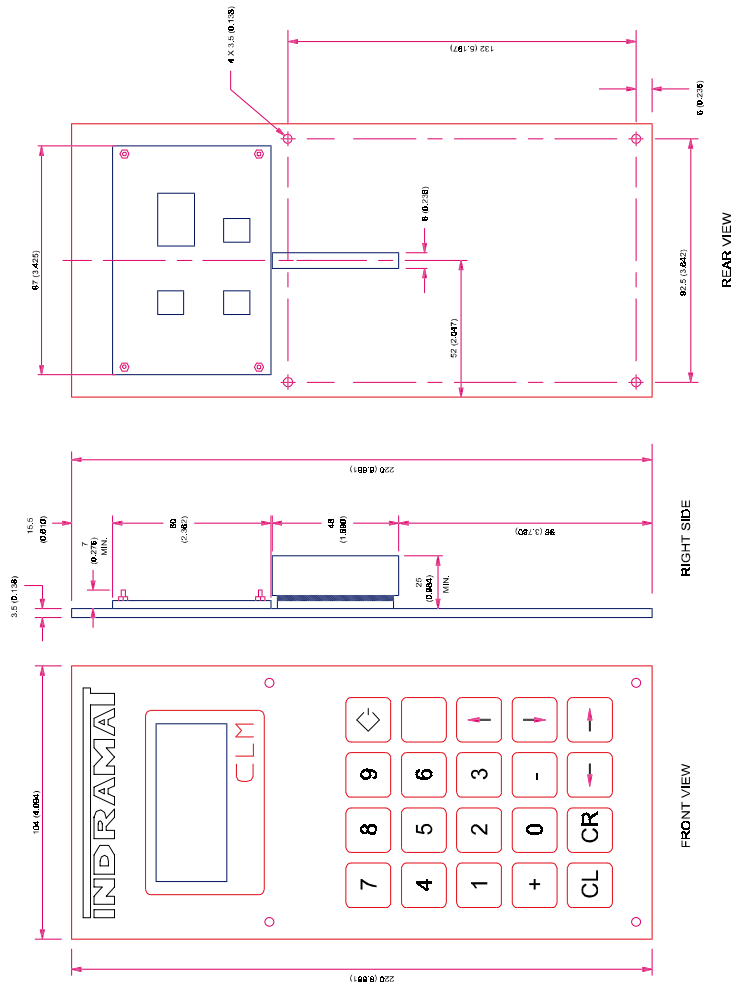 220 (8.661)
104 (4.094)
INDRAMAT
CLM
7 8 9
4 5 6
1 2 3 ↑
+ 0 - ↓
CL CR ← →
FRONT VIEW
3.5 (0.138)
15.5
(0.610)
7
(0.276)
MIN.
60
(2.362)
48
(1.890)
96 (3.780)
25
(0.984)
MIN.
220 (8.661)
RIGHT SIDE
4 X 3.5 (0.138)
132 (5.197)
6 (0.236)
87 (3.425)
6 (0.236)
52 (2.047)
92.5 (3.642)
REAR VIEW